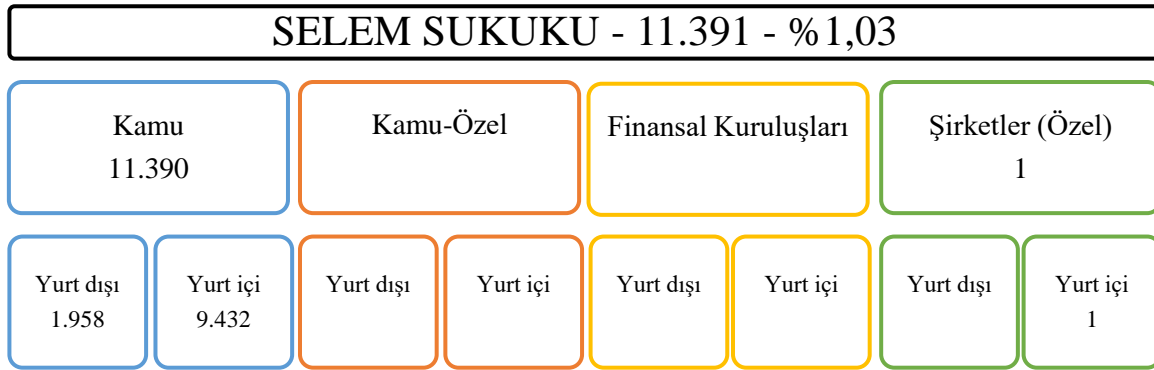 SELEM SUKUKU - 11.391 - %1,03
Kamu
11.390
Kamu-Özel
Finansal Kuruluşları
Şirketler (Özel)
1
Yurt dışı
1.958
Yurt içi
9.432
Yurt dışı
Yurt içi
Yurt dışı
Yurt içi
Yurt dışı
Yurt içi
1